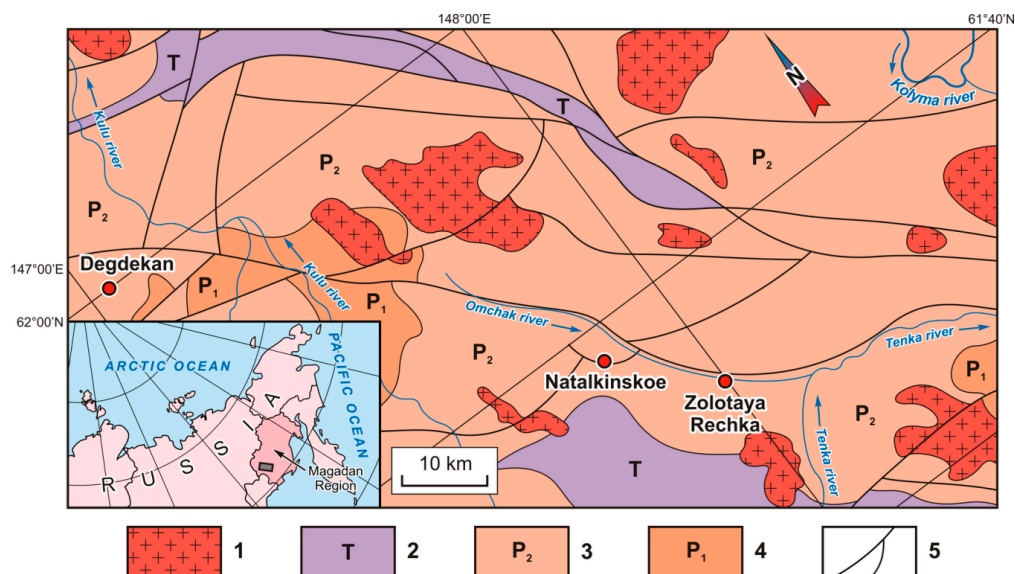 148°00'E
61°40'N
T
N
Kolyma river
Kulu river
T
P₂
P₂
P₂
147°00'E
Degdekan
P₁
Kulu river
P₁
Omchak river
Tenka river
62°00'N
P₂
Natalkinskoe
Zolotaya
Rechka
P₁
P₂
Tenka river
T
ARCTIC OCEAN
PACIFIC OCEAN
RUSSIA
Magadan
Region
10 km
1
T
2
P₂
3
P₁
4
5